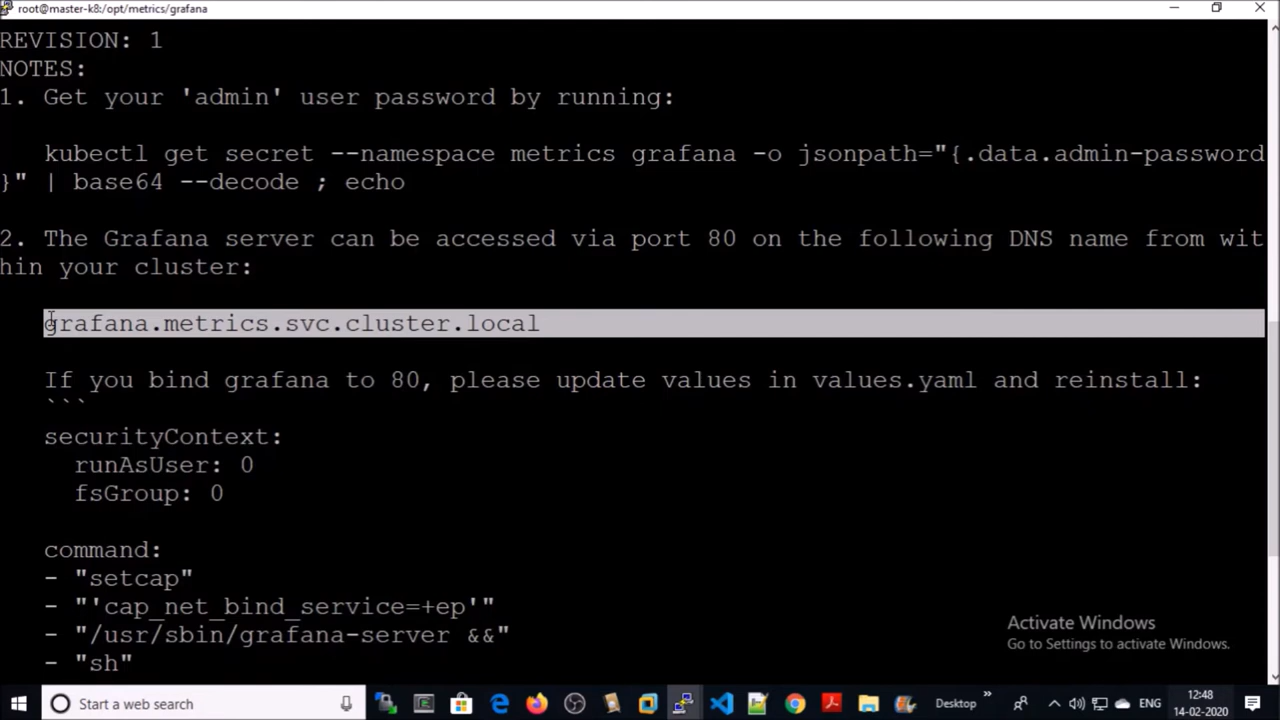 root@master-k8:/opt/metrics/grafana
REVISION: 1
NOTES:
1. Get your 'admin' user password by running:
kubectl get secret --namespace metrics grafana -o jsonpath="{.data.admin-password
}" | base64 --decode ; echo
2. The Grafana server can be accessed via port 80 on the following DNS name from wit
hin your cluster:
grafana.metrics.svc.cluster.local
If you bind grafana to 80, please update values in values.yaml and reinstall:
```
securityContext:
runAsUser: 0
fsGroup: 0
command:
- "setcap"
- "'cap_net_bind_service=+ep'"
- "/usr/sbin/grafana-server &&"
- "sh"
Activate Windows
Go to Settings to activate Windows.
Start a web search
Desktop
ENG
12:48
14-02-2020